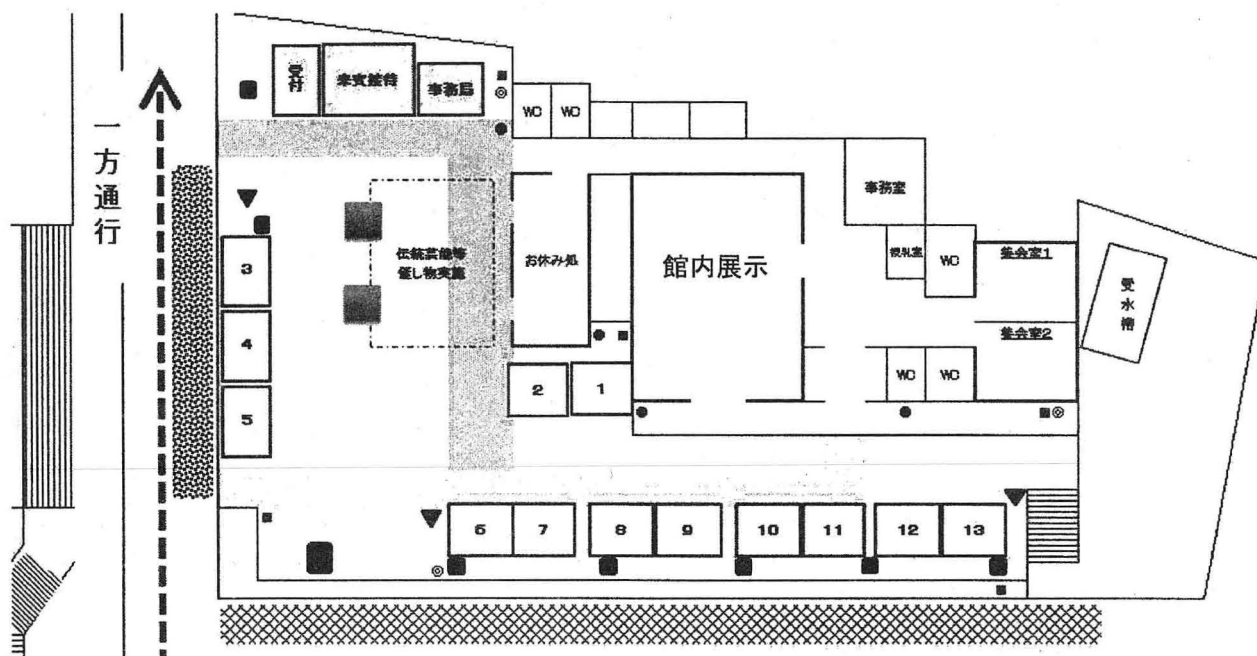 受付
来賓接待
事務局
WC
WC
一方通行
事務室
3
伝統芸能等
催し物実施
お休み処
館内展示
授乳室
WC
集会室1
受水槽
4
集会室2
2
1
WC
WC
5
6
7
8
9
10
11
12
13